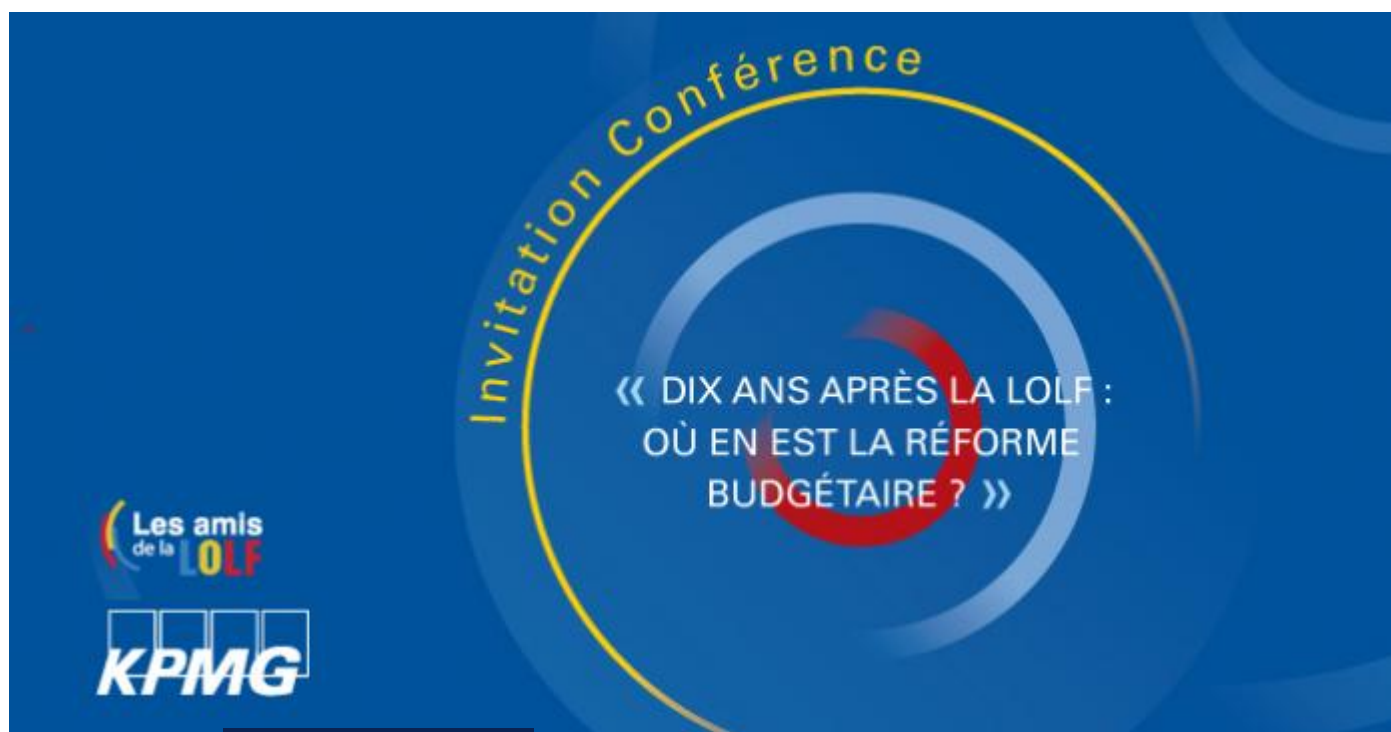 Invitation Conférence
« DIX ANS APRÈS LA LOLF :
OÙ EN EST LA RÉFORME
BUDGÉTAIRE ? »
Les amis
de la LOLF
KPMG